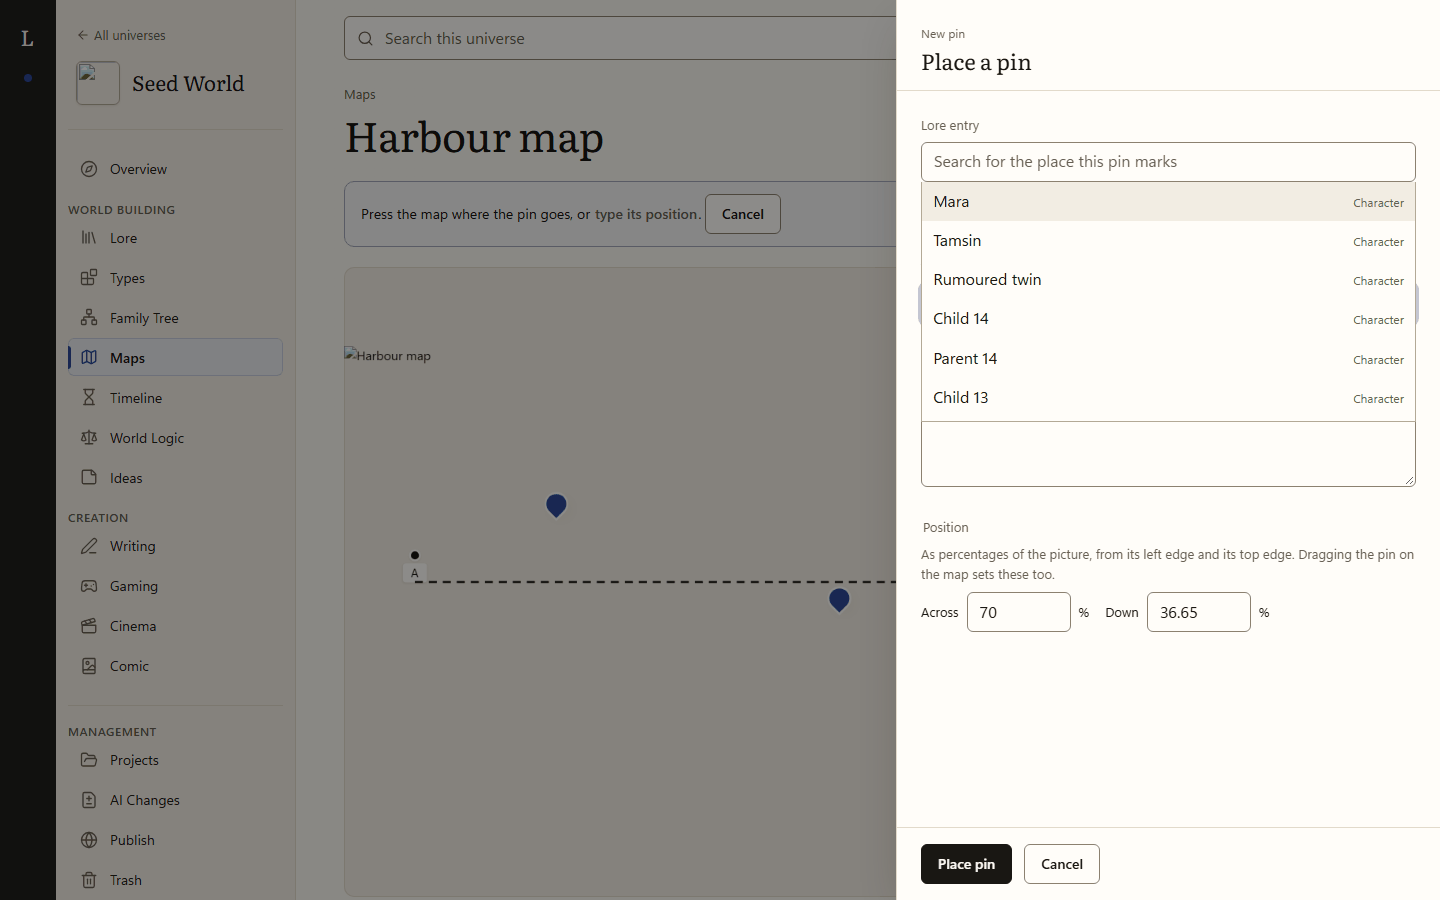 L
All universes
Seed World
Overview
WORLD BUILDING
Lore
Types
Family Tree
Maps
Timeline
World Logic
Ideas
CREATION
Writing
Gaming
Cinema
Comic
MANAGEMENT
Projects
AI Changes
Publish
Trash
Search this universe
Maps
Harbour map
Press the map where the pin goes, or type its position. Cancel
Harbour map
A
New pin
Place a pin
Lore entry
Search for the place this pin marks
Mara Character
Tamsin Character
Rumoured twin Character
Child 14 Character
Parent 14 Character
Child 13 Character
Position
As percentages of the picture, from its left edge and its top edge. Dragging the pin on
the map sets these too.
Across 70 % Down 36.65 %
Place pin Cancel